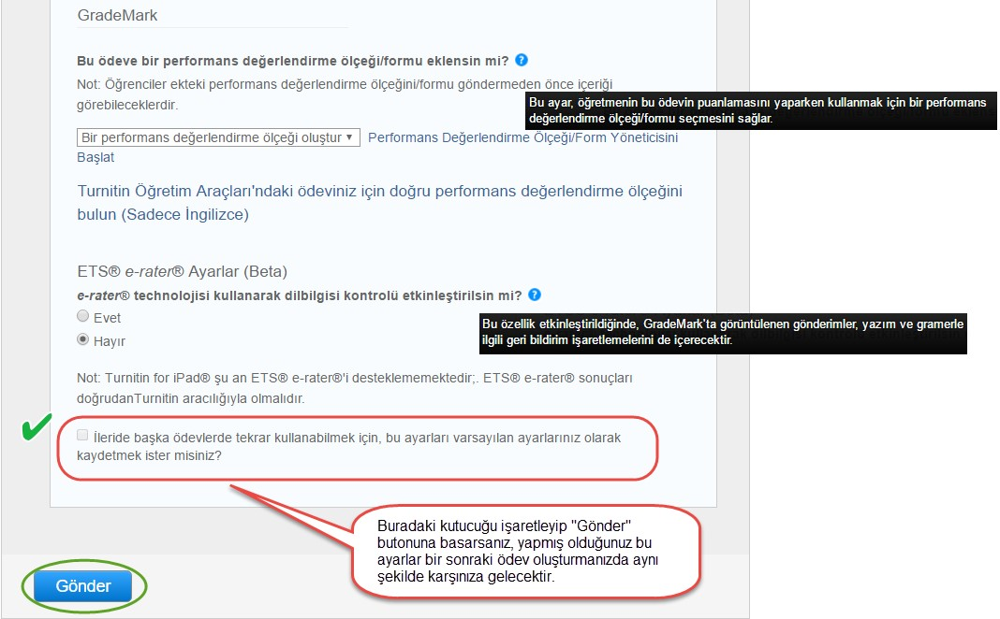 GradeMark
Bu ödeve bir performans değerlendirme ölçeği/formu eklensin mi? ?
Not: Öğrenciler ekteki performans değerlendirme ölçeğini/formu göndermeden önce içeriği
görebileceklerdir.
Bu ayar, öğretmenin bu ödevin puanlamasını yaparken kullanmak için bir performans
değerlendirme ölçeği/formu seçmesini sağlar.
Bir performans değerlendirme ölçeği oluştur ▼ Performans Değerlendirme Ölçeği/Form Yöneticisini
Başlat
Turnitin Öğretim Araçları'ndaki ödeviniz için doğru performans değerlendirme ölçeğini
bulun (Sadece İngilizce)
ETS® e-rater® Ayarlar (Beta)
e-rater® technolojisi kullanarak dilbilgisi kontrolü etkinleştirilsin mi? ?
Evet
Hayır
Bu özellik etkinleştirildiğinde, GradeMark'ta görüntülenen gönderimler, yazım ve gramerle
ilgili geri bildirim işaretlemelerini de içerecektir.
Not: Turnitin for iPad® şu an ETS® e-rater®'i desteklememektedir;. ETS® e-rater® sonuçları
doğrudanTurnitin aracılığıyla olmalıdır.
İleride başka ödevlerde tekrar kullanabilmek için, bu ayarları varsayılan ayarlarınız olarak
kaydetmek ister misiniz?
Buradaki kutucuğu işaretleyip "Gönder"
butonuna basarsanız, yapmış olduğunuz bu
ayarlar bir sonraki ödev oluşturmanızda aynı
şekilde karşınıza gelecektir.
Gönder